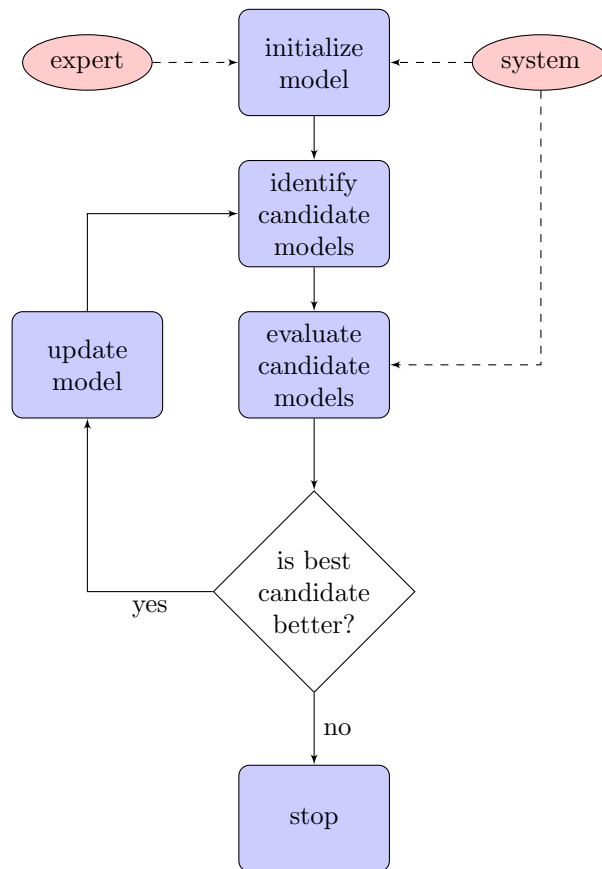 expert
initialize
model
system
identify
candidate
models
update
model
evaluate
candidate
models
is best
candidate
better?
yes
no
stop